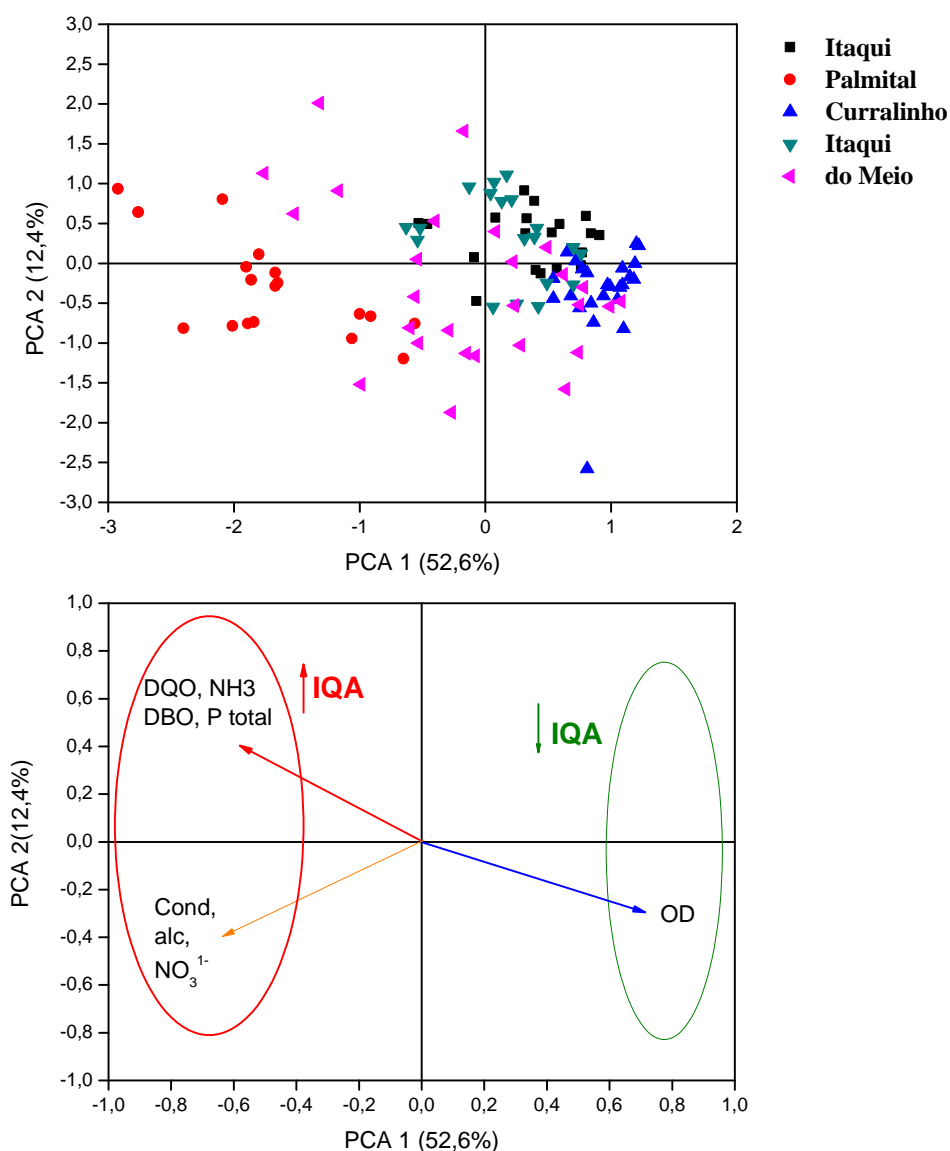 3,0
2,5
2,0
1,5
1,0
0,5
0,0
-0,5
-1,0
-1,5
-2,0
-2,5
-3,0
PCA 2 (12,4%)
-3
-2
-1
0
1
2
PCA 1 (52,6%)
Itaqui
Palmital
Curralinho
Itaqui
do Meio
1,0
0,8
0,6
0,4
0,2
0,0
-0,2
-0,4
-0,6
-0,8
-1,0
PCA 2(12,4%)
DQO, NH3
DBO, P total
IQA
IQA
Cond,
alc,
NO₃¹⁻
OD
-1,0
-0,8
-0,6
-0,4
-0,2
0,0
0,2
0,4
0,6
0,8
1,0
PCA 1 (52,6%)